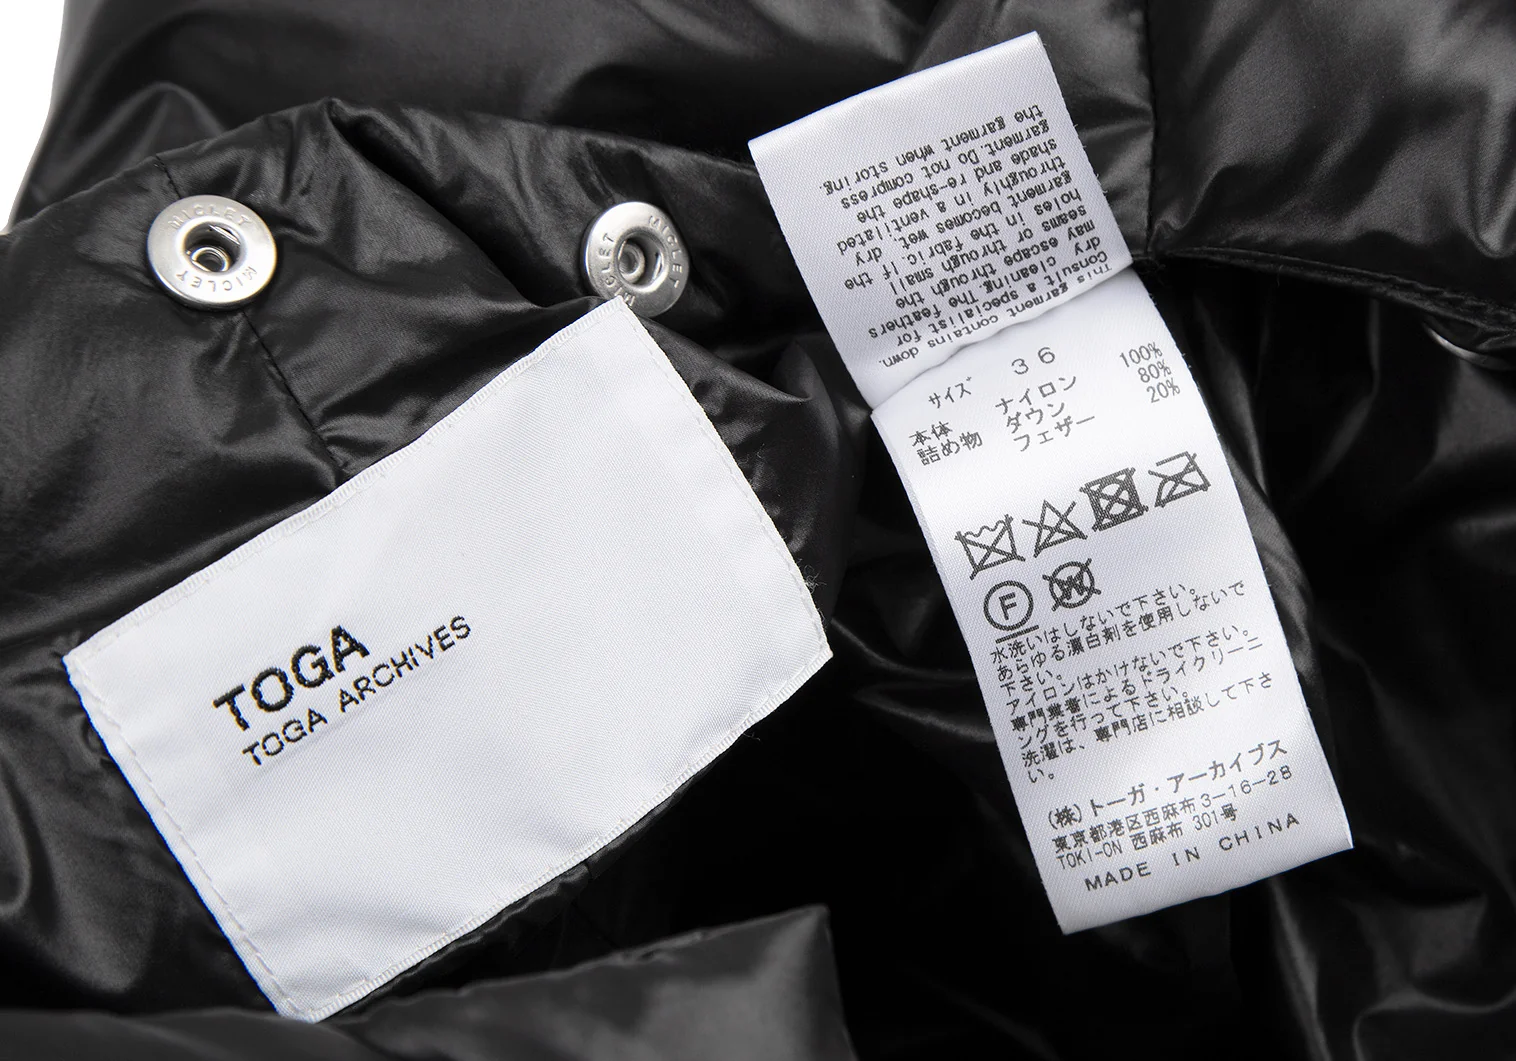 MICLET
MICLET
MICLET
MICLET
TOGA
TOGA ARCHIVES
This garment contains down.
Consult a specialist for
dry cleaning. The feathers
may escape through the
seams or through small
holes in the fabric. If the
garment becomes wet, dry
throughly in a ventilated
shade and re-shape the
garment. Do not compress
the garment when storing.
サイズ 36
本体 ナイロン 100%
詰め物 ダウン 80%
フェザー 20%
F
W
水洗いはしないで下さい。
あらゆる漂白剤を使用しないで
下さい。
アイロンはかけないで下さい。
専門業者によるドライクリーニ
ングを行って下さい。
洗濯は、専門店に相談して下さ
い。
(株)トーガ・アーカイブス
東京都港区西麻布3-16-28
TOKI-ON 西麻布 301号
MADE IN CHINA